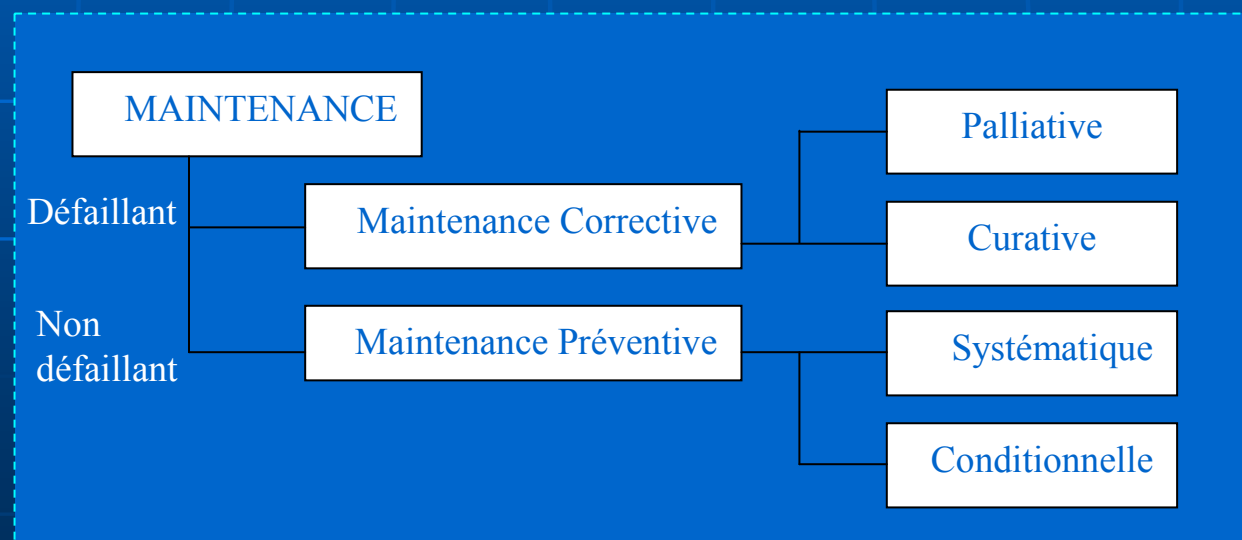 MAINTENANCE
Défaillant
Maintenance Corrective
Palliative
Curative
Non
défaillant
Maintenance Préventive
Systématique
Conditionnelle